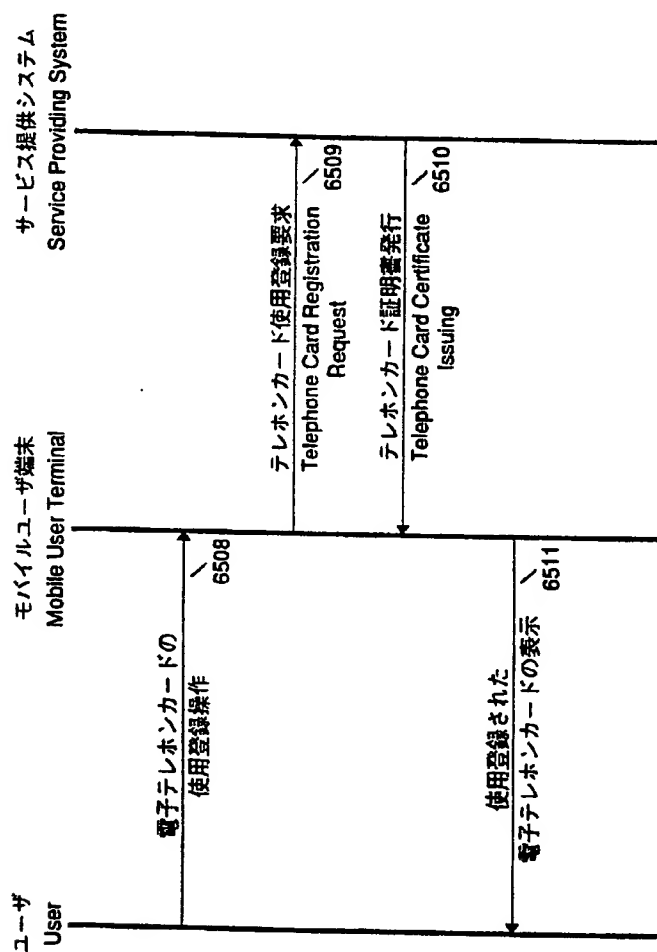 ユーザ
User
モバイルユーザ端末
Mobile User Terminal
サービス提供システム
Service Providing System
電子テレホンカードの
使用登録操作
6508
テレホンカード使用登録要求
Telephone Card Registration
Request
6509
テレホンカード証明書発行
Telephone Card Certificate
Issuing
6510
使用登録された
電子テレホンカードの表示
6511